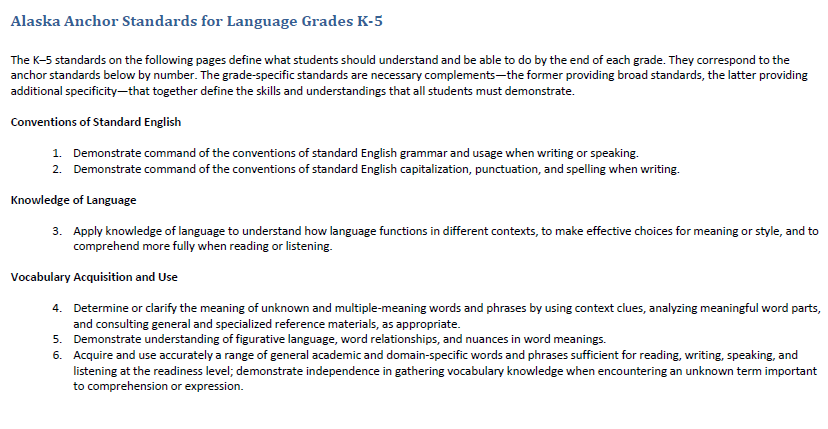 Alaska Anchor Standards for Language Grades K-5
The K–5 standards on the following pages define what students should understand and be able to do by the end of each grade. They correspond to the
anchor standards below by number. The grade-specific standards are necessary complements—the former providing broad standards, the latter providing
additional specificity—that together define the skills and understandings that all students must demonstrate.
Conventions of Standard English
1. Demonstrate command of the conventions of standard English grammar and usage when writing or speaking.
2. Demonstrate command of the conventions of standard English capitalization, punctuation, and spelling when writing.
Knowledge of Language
3. Apply knowledge of language to understand how language functions in different contexts, to make effective choices for meaning or style, and to
comprehend more fully when reading or listening.
Vocabulary Acquisition and Use
4. Determine or clarify the meaning of unknown and multiple-meaning words and phrases by using context clues, analyzing meaningful word parts,
and consulting general and specialized reference materials, as appropriate.
5. Demonstrate understanding of figurative language, word relationships, and nuances in word meanings.
6. Acquire and use accurately a range of general academic and domain-specific words and phrases sufficient for reading, writing, speaking, and
listening at the readiness level; demonstrate independence in gathering vocabulary knowledge when encountering an unknown term important
to comprehension or expression.